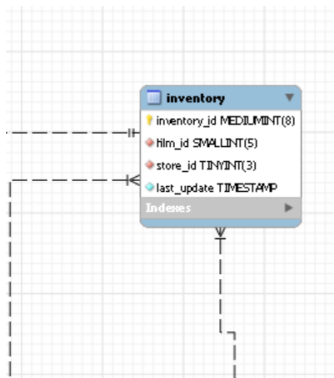 inventory
inventory_id MEDIUMINT(8)
film_id SMALLINT(5)
store_id TINYINT(3)
last_update TIMESTAMP
Indexes